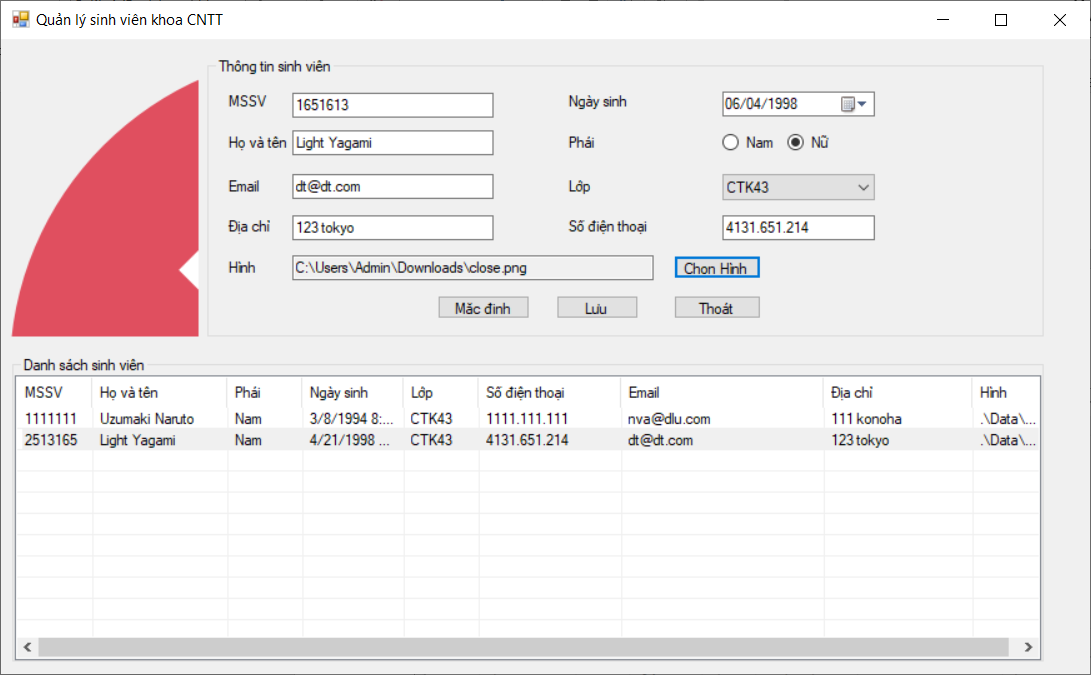 Quản lý sinh viên khoa CNTT
Thông tin sinh viên
MSSV 1651613 Ngày sinh 06/04/1998
Họ và tên Light Yagami Phái Nam Nữ
Email dt@dt.com Lớp CTK43
Địa chỉ 123 tokyo Số điện thoại 4131.651.214
Hình C:\Users\Admin\Downloads\close.png Chọn Hình
Mặc định Lưu Thoát
Danh sách sinh viên
MSSV Họ và tên Phái Ngày sinh Lớp Số điện thoại Email Địa chỉ Hình
1111111 Uzumaki Naruto Nam 3/8/1994 8:... CTK43 1111.111.111 nva@dlu.com 111 konoha .\Data\...
2513165 Light Yagami Nam 4/21/1998 ... CTK43 4131.651.214 dt@dt.com 123 tokyo .\Data\...